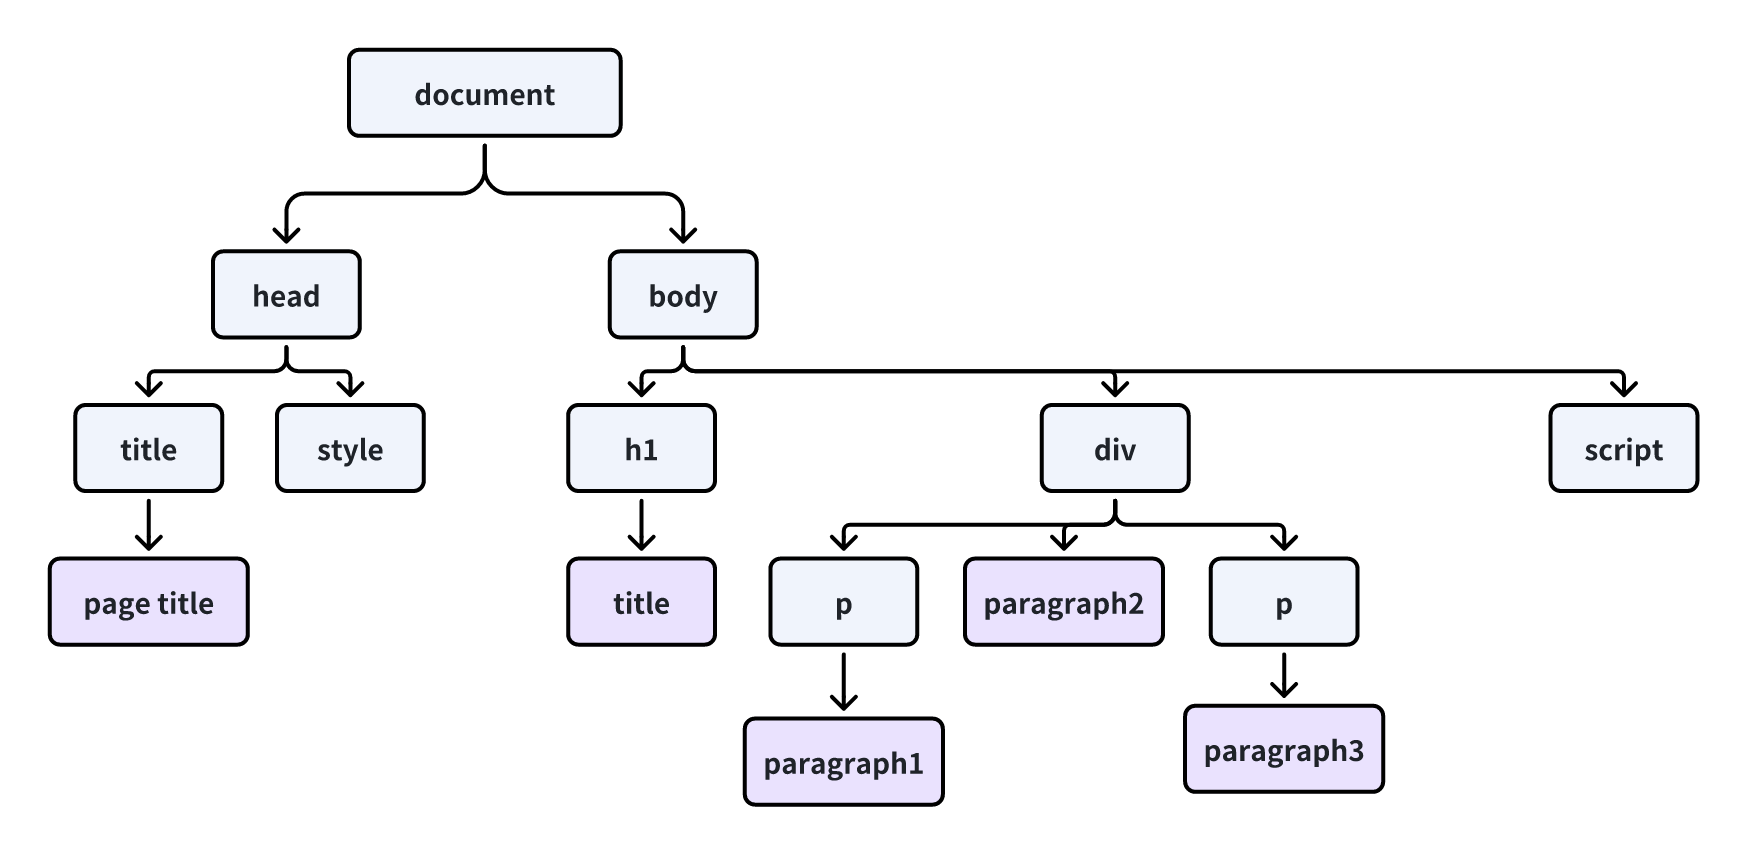 document
head
body
title
style
h1
div
script
page title
title
p
paragraph2
p
paragraph1
paragraph3